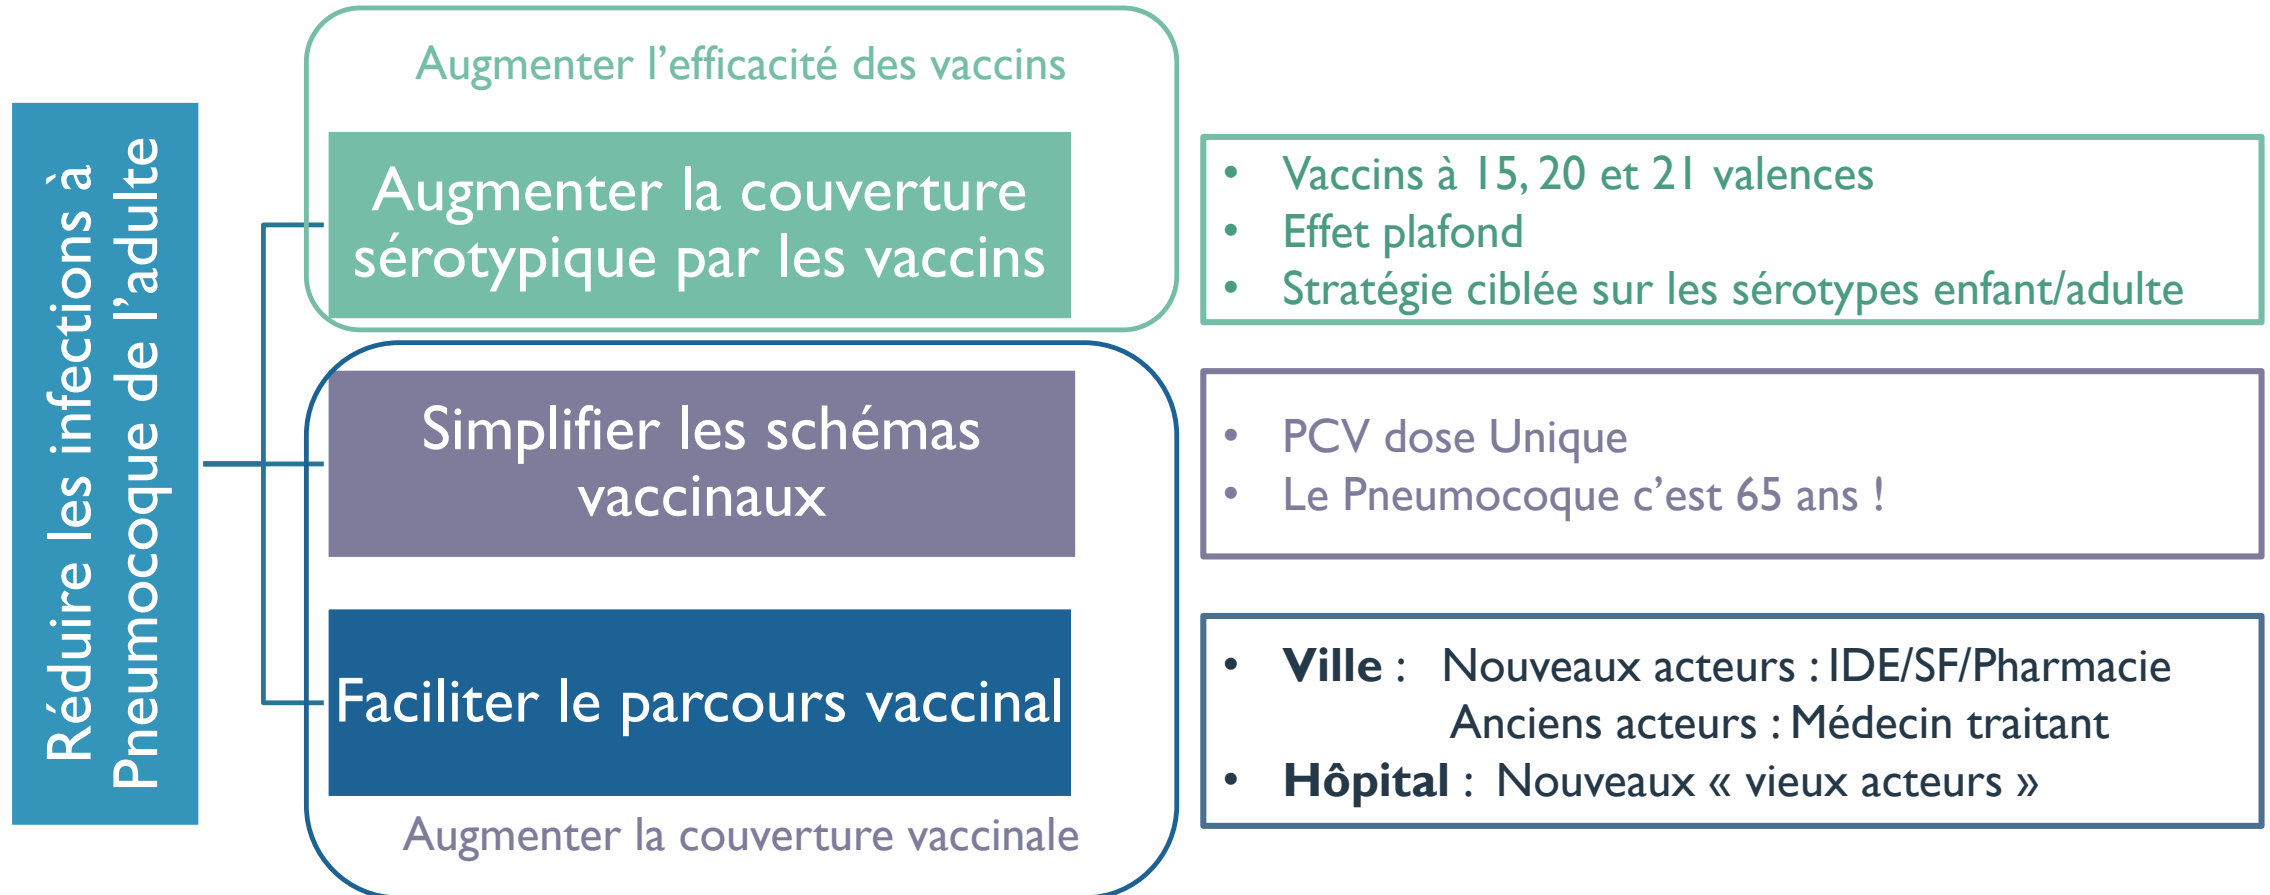 Réduire les infections à
Pneumocoque de l’adulte
Augmenter l’efficacité des vaccins
Augmenter la couverture
sérotypique par les vaccins
• Vaccins à 15, 20 et 21 valences
• Effet plafond
• Stratégie ciblée sur les sérotypes enfant/adulte
Simplifier les schémas
vaccinaux
• PCV dose Unique
• Le Pneumocoque c’est 65 ans !
Faciliter le parcours vaccinal
• Ville : Nouveaux acteurs : IDE/SF/Pharmacie
Anciens acteurs : Médecin traitant
• Hôpital : Nouveaux « vieux acteurs »
Augmenter la couverture vaccinale